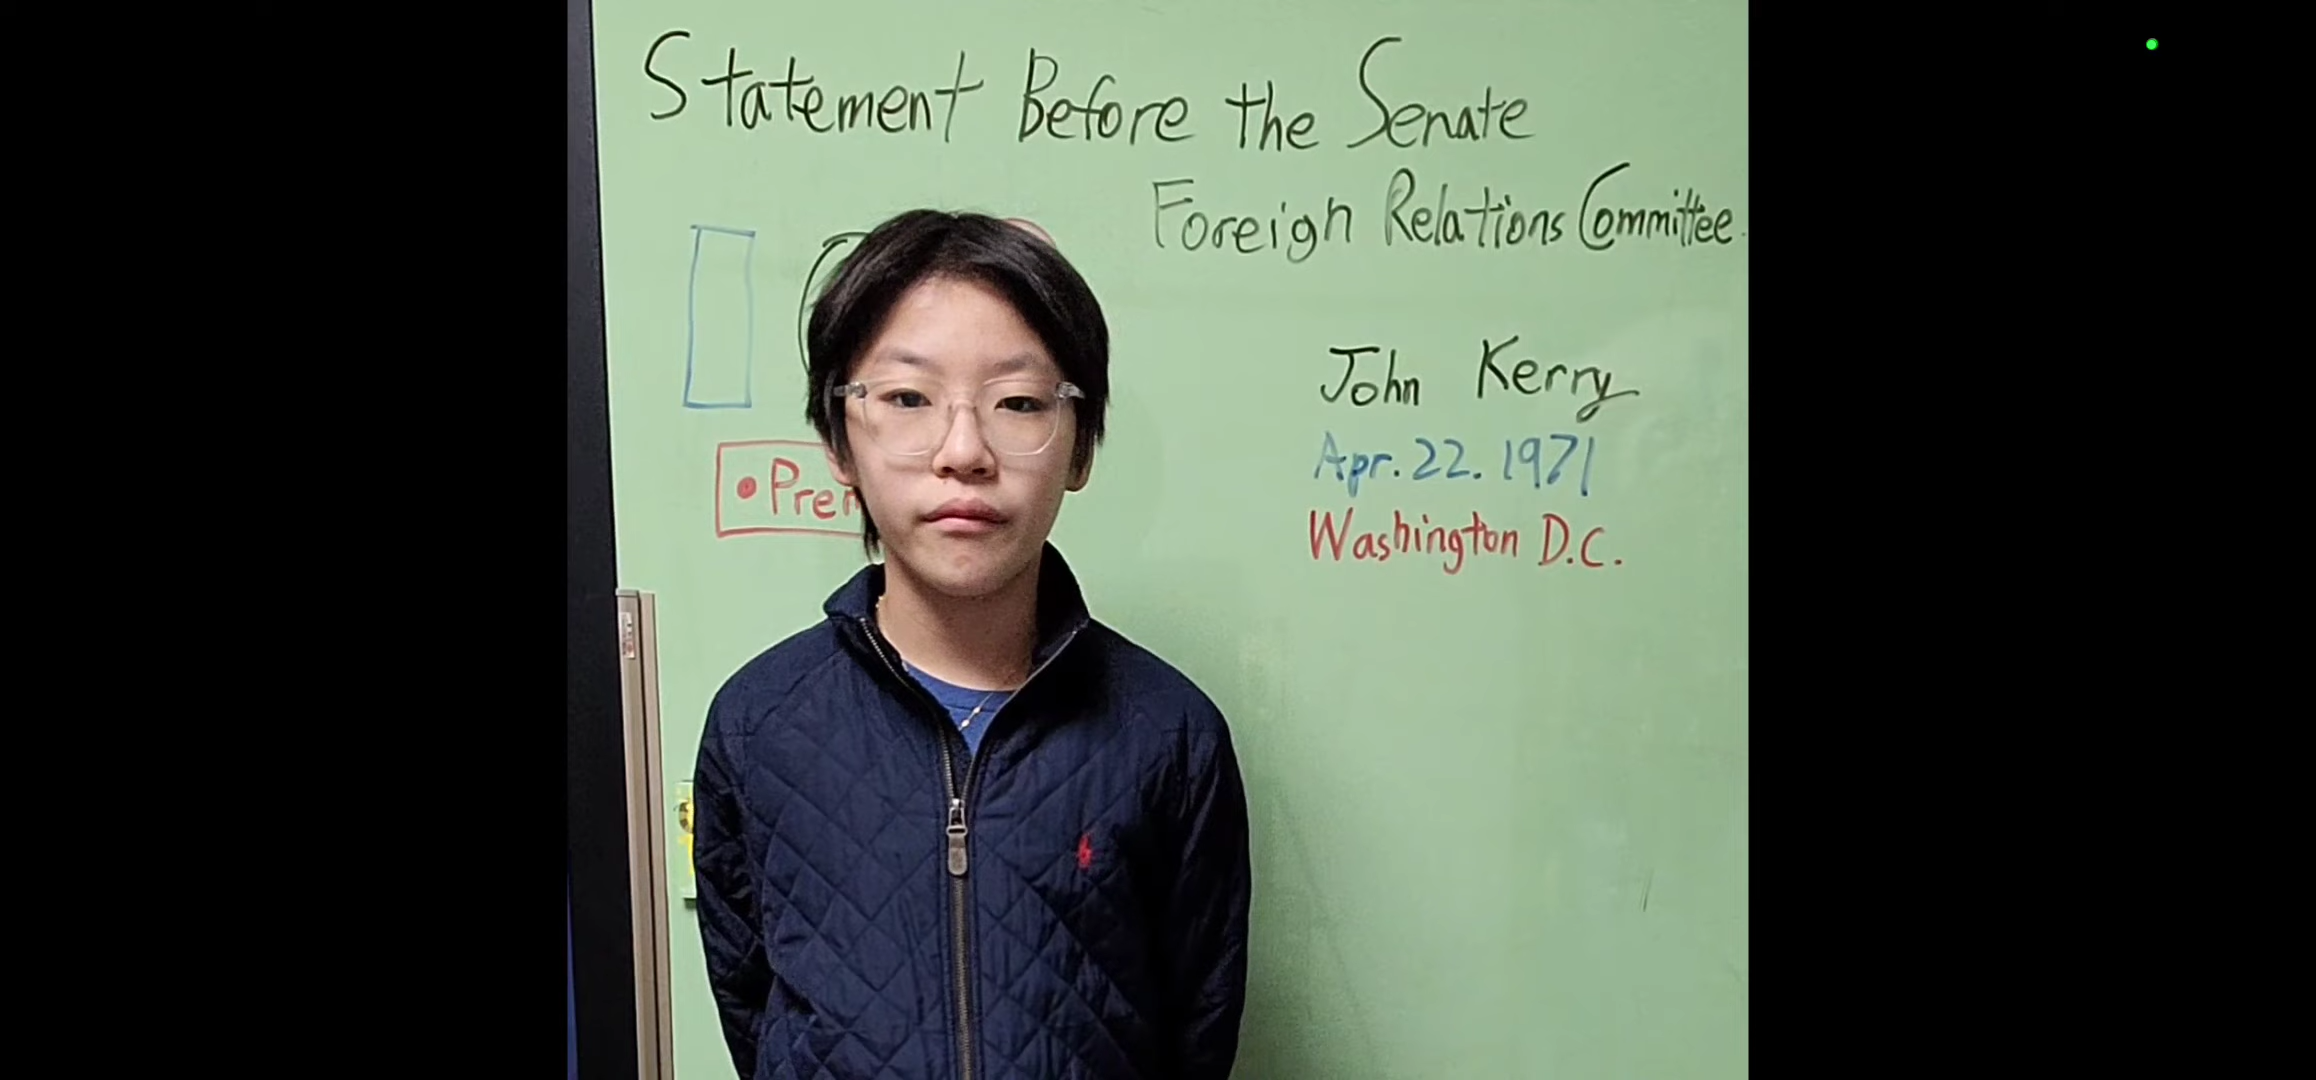 Statement Before the Senate
Foreign Relations Committee.
John Kerry
Apr. 22. 1971
Washington D.C.